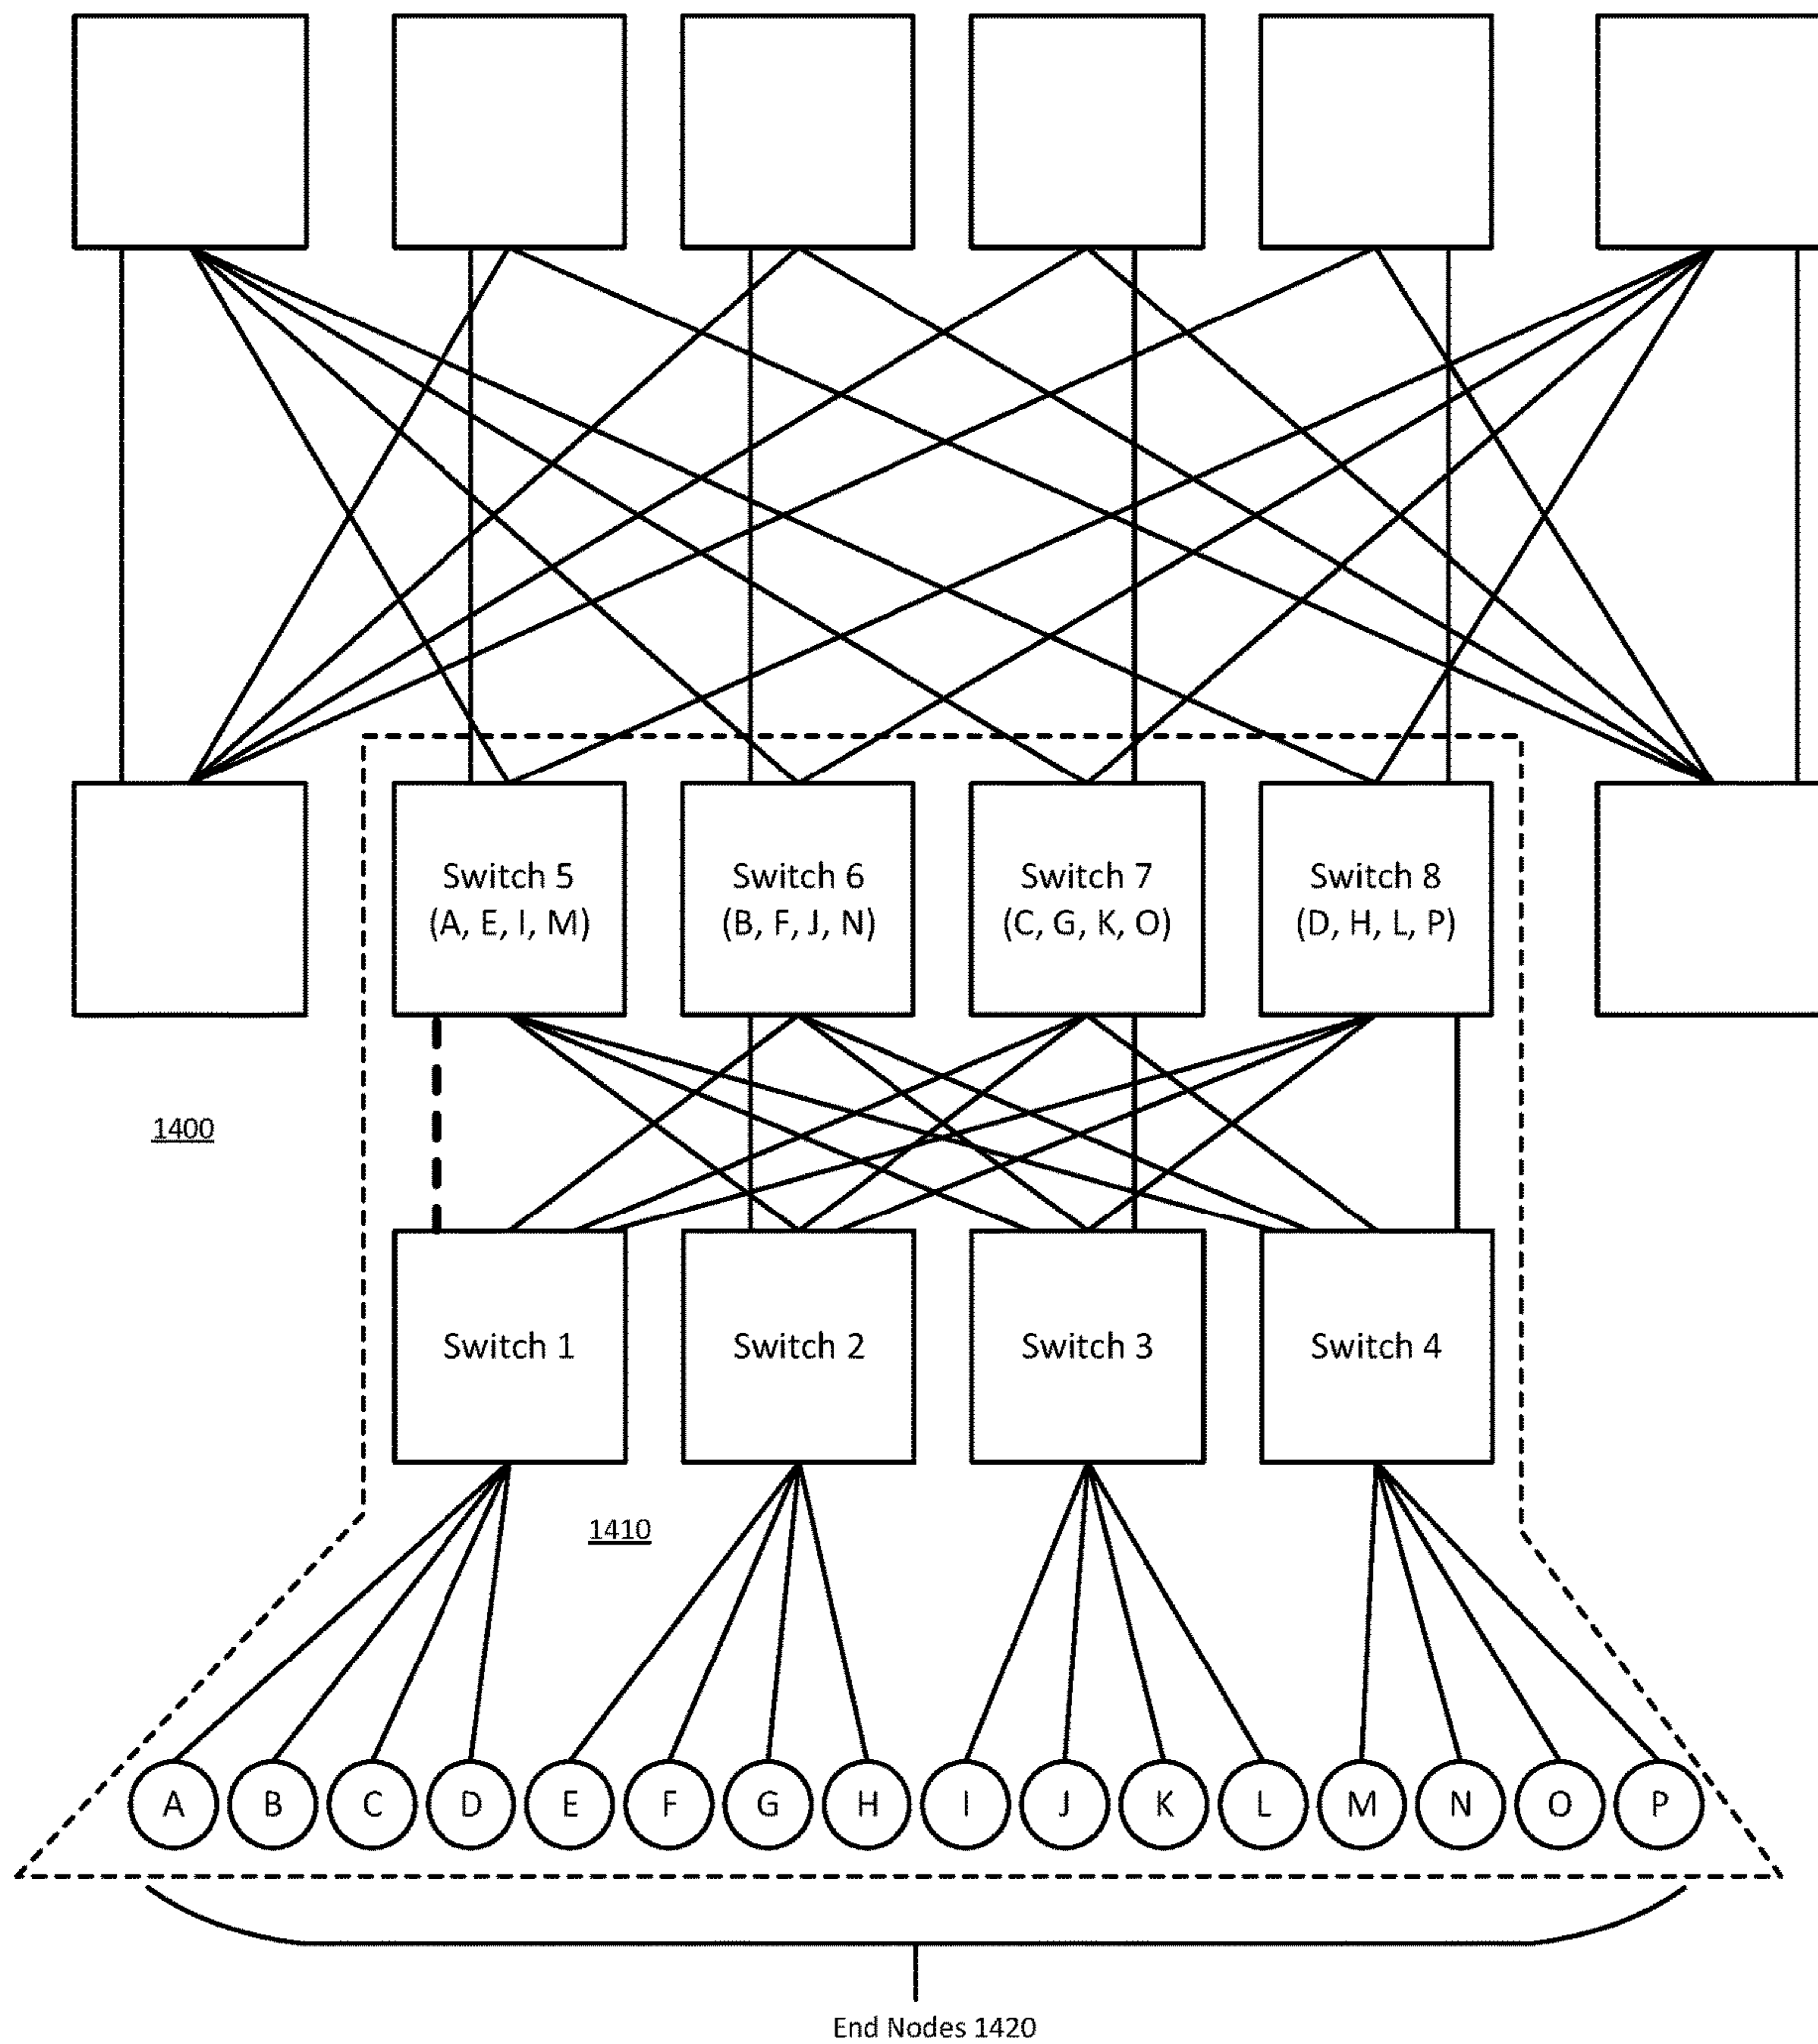 Switch 5
(A, E, I, M)
Switch 6
(B, F, J, N)
Switch 7
(C, G, K, O)
Switch 8
(D, H, L, P)
1400
Switch 1
Switch 2
Switch 3
Switch 4
1410
A
B
C
D
E
F
G
H
I
J
K
L
M
N
O
P
End Nodes 1420